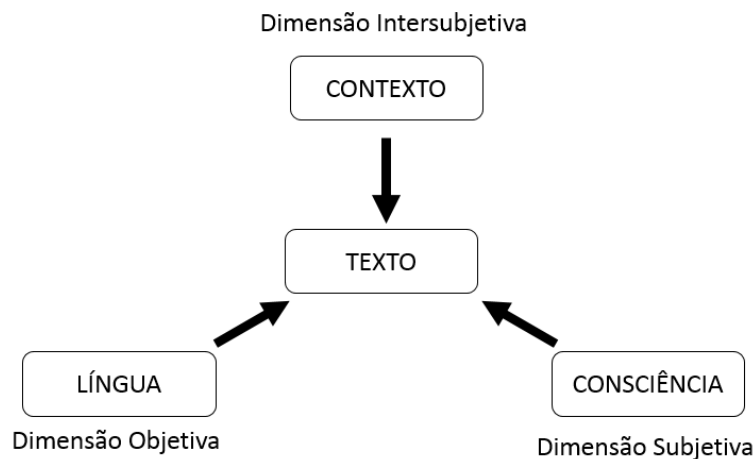 Dimensão Intersubjetiva
CONTEXTO
TEXTO
LÍNGUA
CONSCIÊNCIA
Dimensão Objetiva
Dimensão Subjetiva